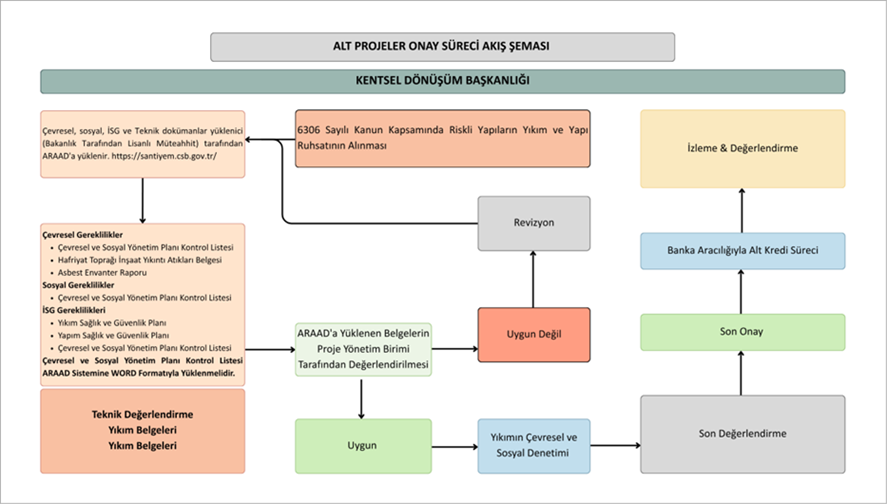 ALT PROJELER ONAY SÜRECİ AKIŞ ŞEMASI
KENTSEL DÖNÜŞÜM BAŞKANLIĞI
Çevresel, sosyal, İSG ve Teknik dokümanlar yüklenici
(Bakanlık Tarafından Lisanlı Müteahhit) tarafından
ARAAD'a yüklenir. https://santiyem.csb.gov.tr/
6306 Sayılı Kanun Kapsamında Riskli Yapıların Yıkım ve Yapı
Ruhsatının Alınması
İzleme & Değerlendirme
Revizyon
Banka Aracılığıyla Alt Kredi Süreci
Çevresel Gereklilikler
• Çevresel ve Sosyal Yönetim Planı Kontrol Listesi
• Hafriyat Toprağı İnşaat Yıkıntı Atıkları Belgesi
• Asbest Envanter Raporu
Sosyal Gereklilikler
• Çevresel ve Sosyal Yönetim Planı Kontrol Listesi
İSG Gereklilikleri
• Yıkım Sağlık ve Güvenlik Planı
• Yapım Sağlık ve Güvenlik Planı
• Çevresel ve Sosyal Yönetim Planı Kontrol Listesi
Çevresel ve Sosyal Yönetim Planı Kontrol Listesi
ARAAD Sistemine WORD Formatıyla Yüklenmelidir.
ARAAD'a Yüklenen Belgelerin
Proje Yönetim Birimi
Tarafından Değerlendirilmesi
Uygun Değil
Son Onay
Teknik Değerlendirme
Yıkım Belgeleri
Yıkım Belgeleri
Uygun
Yıkımın Çevresel ve
Sosyal Denetimi
Son Değerlendirme